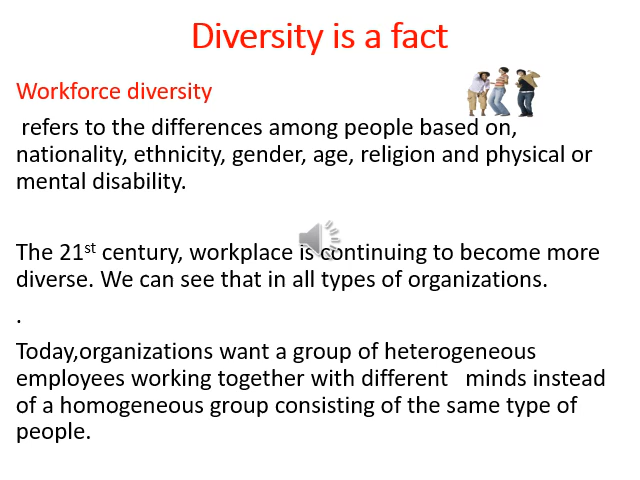 Diversity is a fact
Workforce diversity
refers to the differences among people based on,
nationality, ethnicity, gender, age, religion and physical or
mental disability.
The 21st century, workplace is continuing to become more
diverse. We can see that in all types of organizations.
.
Today,organizations want a group of heterogeneous
employees working together with different   minds instead
of a homogeneous group consisting of the same type of
people.